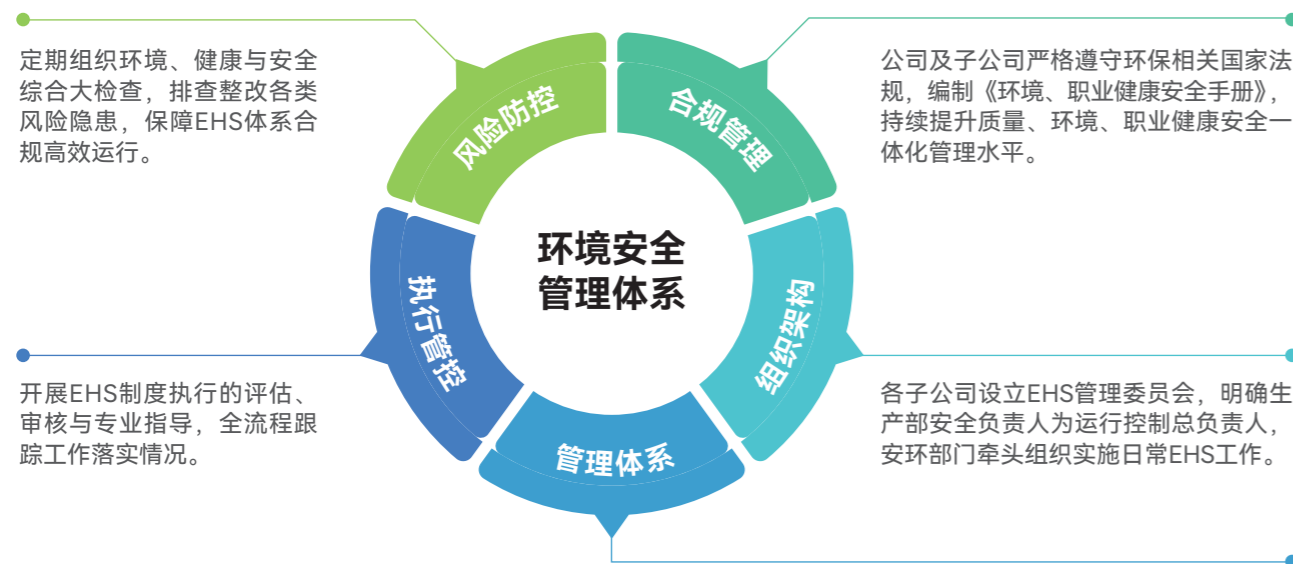 定期组织环境、健康与安全
综合大检查，排查整改各类
风险隐患，保障EHS体系合
规高效运行。
风险防控
合规管理
公司及子公司严格遵守环保相关国家法
规，编制《环境、职业健康安全手册》，
持续提升质量、环境、职业健康安全一
体化管理水平。
环境安全
管理体系
执行管控
组织架构
开展EHS制度执行的评估、
审核与专业指导，全流程跟
踪工作落实情况。
管理体系
各子公司设立EHS管理委员会，明确生
产部安全负责人为运行控制总负责人，
安环部门牵头组织实施日常EHS工作。